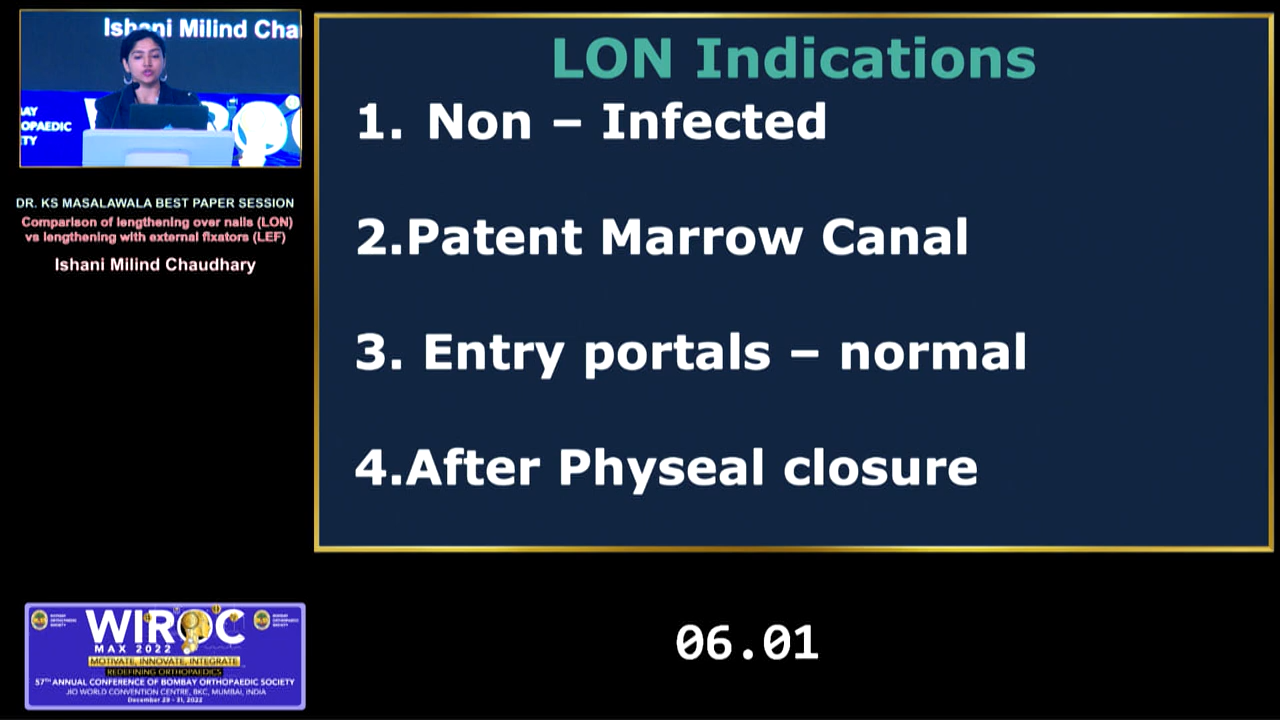 Ishani Milind Cha
AY
OPAEDIC
TY
DR. KS MASALAWALA BEST PAPER SESSION
Comparison of lengthening over nails (LON)
vs lengthening with external fixators (LEF)
Ishani Milind Chaudhary
LON Indications
1. Non – Infected
2.Patent Marrow Canal
3. Entry portals – normal
4.After Physeal closure
06.01
WIROC
MAX 2022
MOTIVATE, INNOVATE, INTEGRATE
REDEFINING ORTHOPAEDICS
57TH ANNUAL CONFERENCE OF BOMBAY ORTHOPAEDIC SOCIETY
JIO WORLD CONVENTION CENTRE, BKC, MUMBAI, INDIA
December 29 - 31, 2022